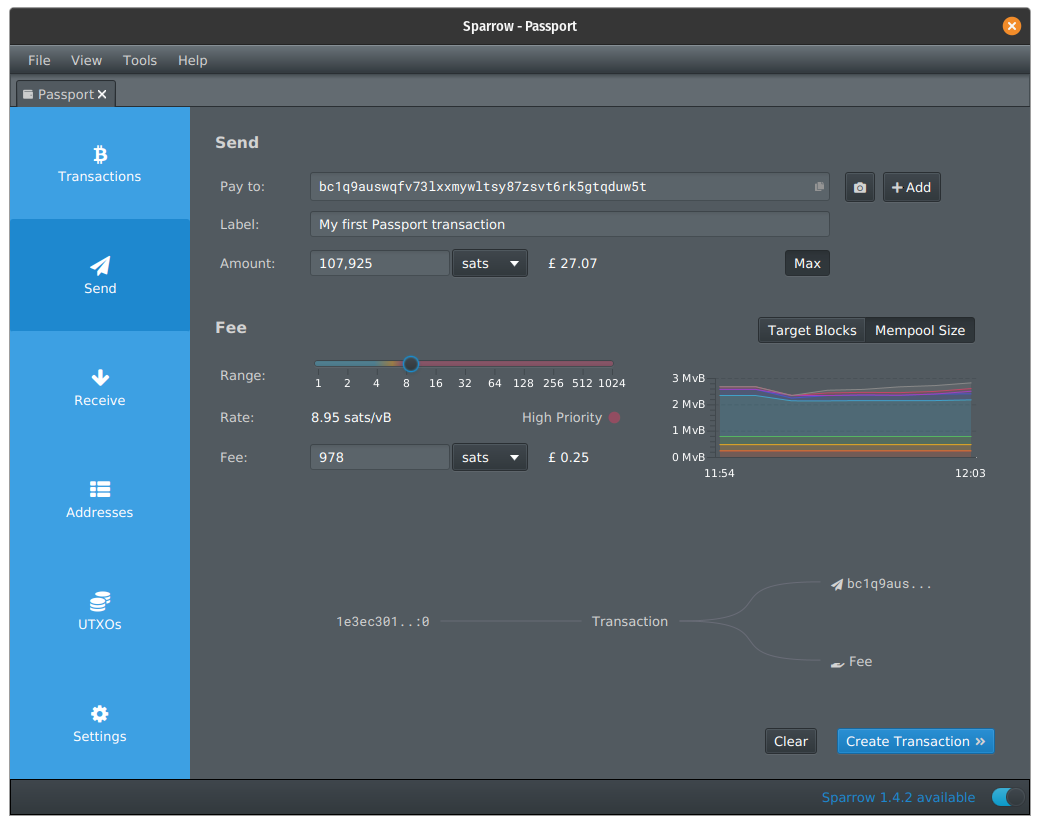 Sparrow - Passport
File View Tools Help
Passport
Transactions
Send
Receive
Addresses
UTXOs
Settings
Send
Pay to: bc1q9auswqfv73lxxmywltsy87zsvt6rk5gtqduw5t + Add
Label: My first Passport transaction
Amount: 107,925 sats £ 27.07 Max
Fee Target Blocks Mempool Size
Range: 1 2 4 8 16 32 64 128 256 512 1024
Rate: 8.95 sats/vB High Priority
Fee: 978 sats £ 0.25
3 MvB
2 MvB
1 MvB
0 MvB
11:54 12:03
1e3ec301..:0 Transaction
bc1q9aus...
Fee
Clear Create Transaction »
Sparrow 1.4.2 available